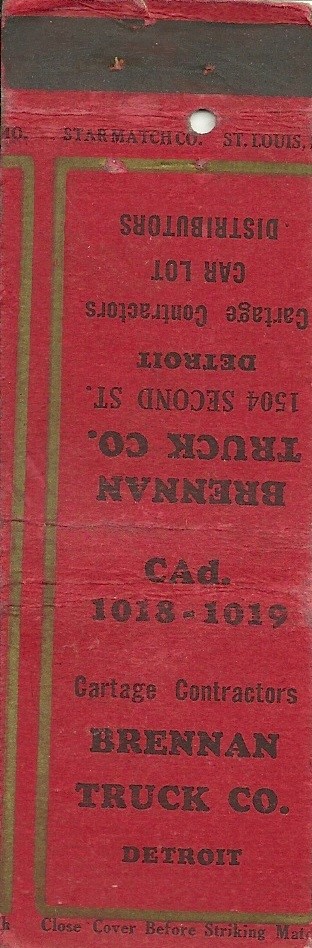 MO. STAR MATCH CO. ST. LOUIS,
BRENNAN
TRUCK CO.
1504 SECOND ST.
DETROIT
Cartage Contractors
CAR LOT
DISTRIBUTORS
CAd.
1018-1019
Cartage Contractors
BRENNAN
TRUCK CO.
DETROIT
Close Cover Before Striking Mat